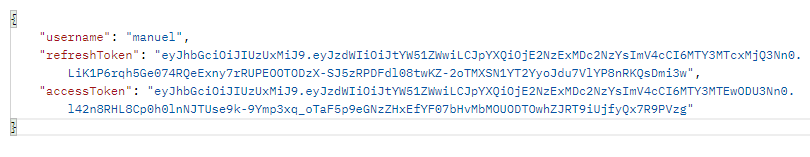 {
"username": "manuel",
"refreshToken": "eyJhbGciOiJIUzUxMiJ9.eyJzdWIiOiJtYW51ZWwiLCJpYXQiOjE2NzExMDc2NzYsImV4cCI6MTY3MTcxMjQ3Nn0.
LiK1P6rqh5Ge074RQeExny7rRUPEOOTODzX-SJ5zRPDFdl08twKZ-2oTMXSN1YT2YyoJdu7VlYP8nRKQsDmi3w",
"accessToken": "eyJhbGciOiJIUzUxMiJ9.eyJzdWIiOiJtYW51ZWwiLCJpYXQiOjE2NzExMDc2NzYsImV4cCI6MTY3MTEwODU3Nn0.
l42n8RHL8Cp0h0lnNJTUse9k-9Ymp3xq_oTaF5p9eGNzZHxEfYF07bHvMbMOUODTOwhZJRT9iUjfyQx7R9PVzg"
}